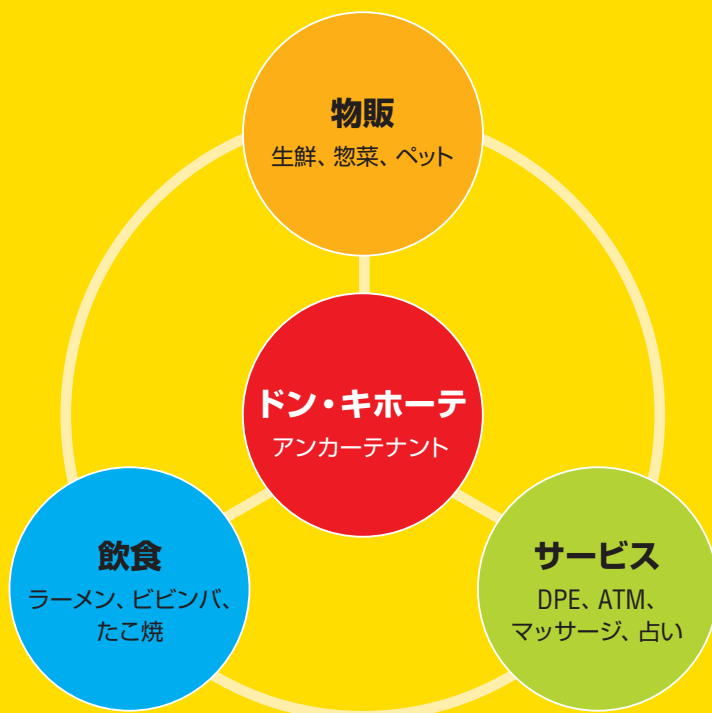 物販
生鮮、惣菜、ペット
ドン・キホーテ
アンカーテナント
飲食
ラーメン、ビビンバ、
たこ焼
サービス
DPE、ATM、
マッサージ、占い